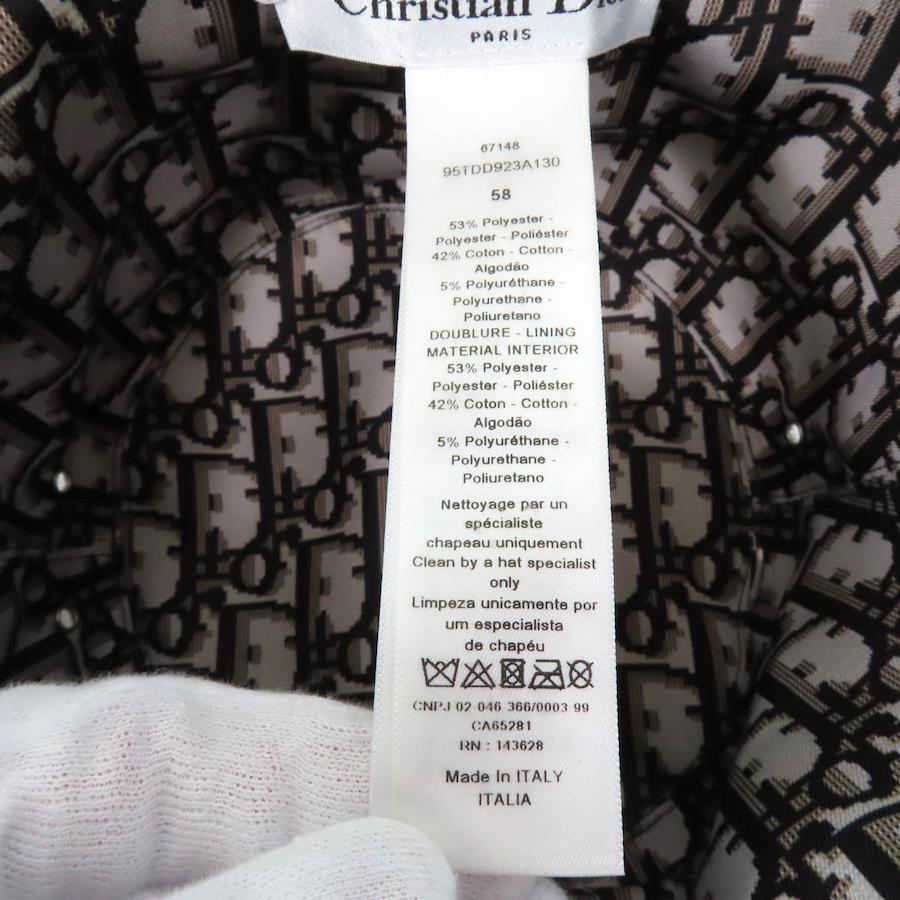 Christian Dior
PARIS
67148
95TDD923A130
58
53% Polyester -
Polyester - Poliéster
42% Coton - Cotton -
Algodão
5% Polyuréthane -
Polyurethane -
Poliuretano
DOUBLURE - LINING
MATERIAL INTERIOR
53% Polyester -
Polyester - Poliéster
42% Coton - Cotton -
Algodão
5% Polyuréthane -
Polyurethane -
Poliuretano
Nettoyage par un
spécialiste
chapeau uniquement
Clean by a hat specialist
only
Limpeza unicamente por
um especialista
de chapéu
CNPJ 02 046 366/0003 99
CA65281
RN : 143628
Made In ITALY
ITALIA